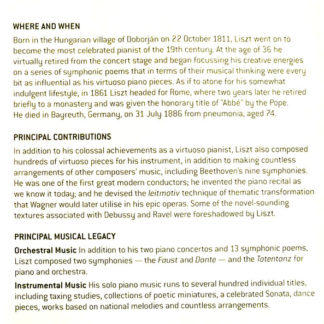 WHERE AND WHEN
Born in the Hungarian village of Doborján on 22 October 1811, Liszt went on to
become the most celebrated pianist of the 19th century. At the age of 36 he
virtually retired from the concert stage and began focussing his creative energies
on a series of symphonic poems that in terms of their musical thinking were every
bit as influential as his virtuoso piano pieces. As if to atone for his somewhat
indulgent lifestyle, in 1861 Liszt headed for Rome, where two years later he retired
briefly to a monastery and was given the honorary title of "Abbé" by the Pope.
He died in Bayreuth, Germany, on 31 July 1886 from pneumonia, aged 74.
PRINCIPAL CONTRIBUTIONS
In addition to his colossal achievements as a virtuoso pianist, Liszt also composed
hundreds of virtuoso pieces for his instrument, in addition to making countless
arrangements of other composers' music, including Beethoven's nine symphonies.
He was one of the first great modern conductors; he invented the piano recital as
we know it today; and he devised the leitmotiv technique of thematic transformation
that Wagner would later utilise in his epic operas. Some of the novel-sounding
textures associated with Debussy and Ravel were foreshadowed by Liszt.
PRINCIPAL MUSICAL LEGACY
Orchestral Music In addition to his two piano concertos and 13 symphonic poems,
Liszt composed two symphonies — the Faust and Dante — and the Totentanz for
piano and orchestra.
Instrumental Music His solo piano music runs to several hundred individual titles,
including taxing studies, collections of poetic miniatures, a celebrated Sonata, dance
pieces, works based on national melodies and countless arrangements.